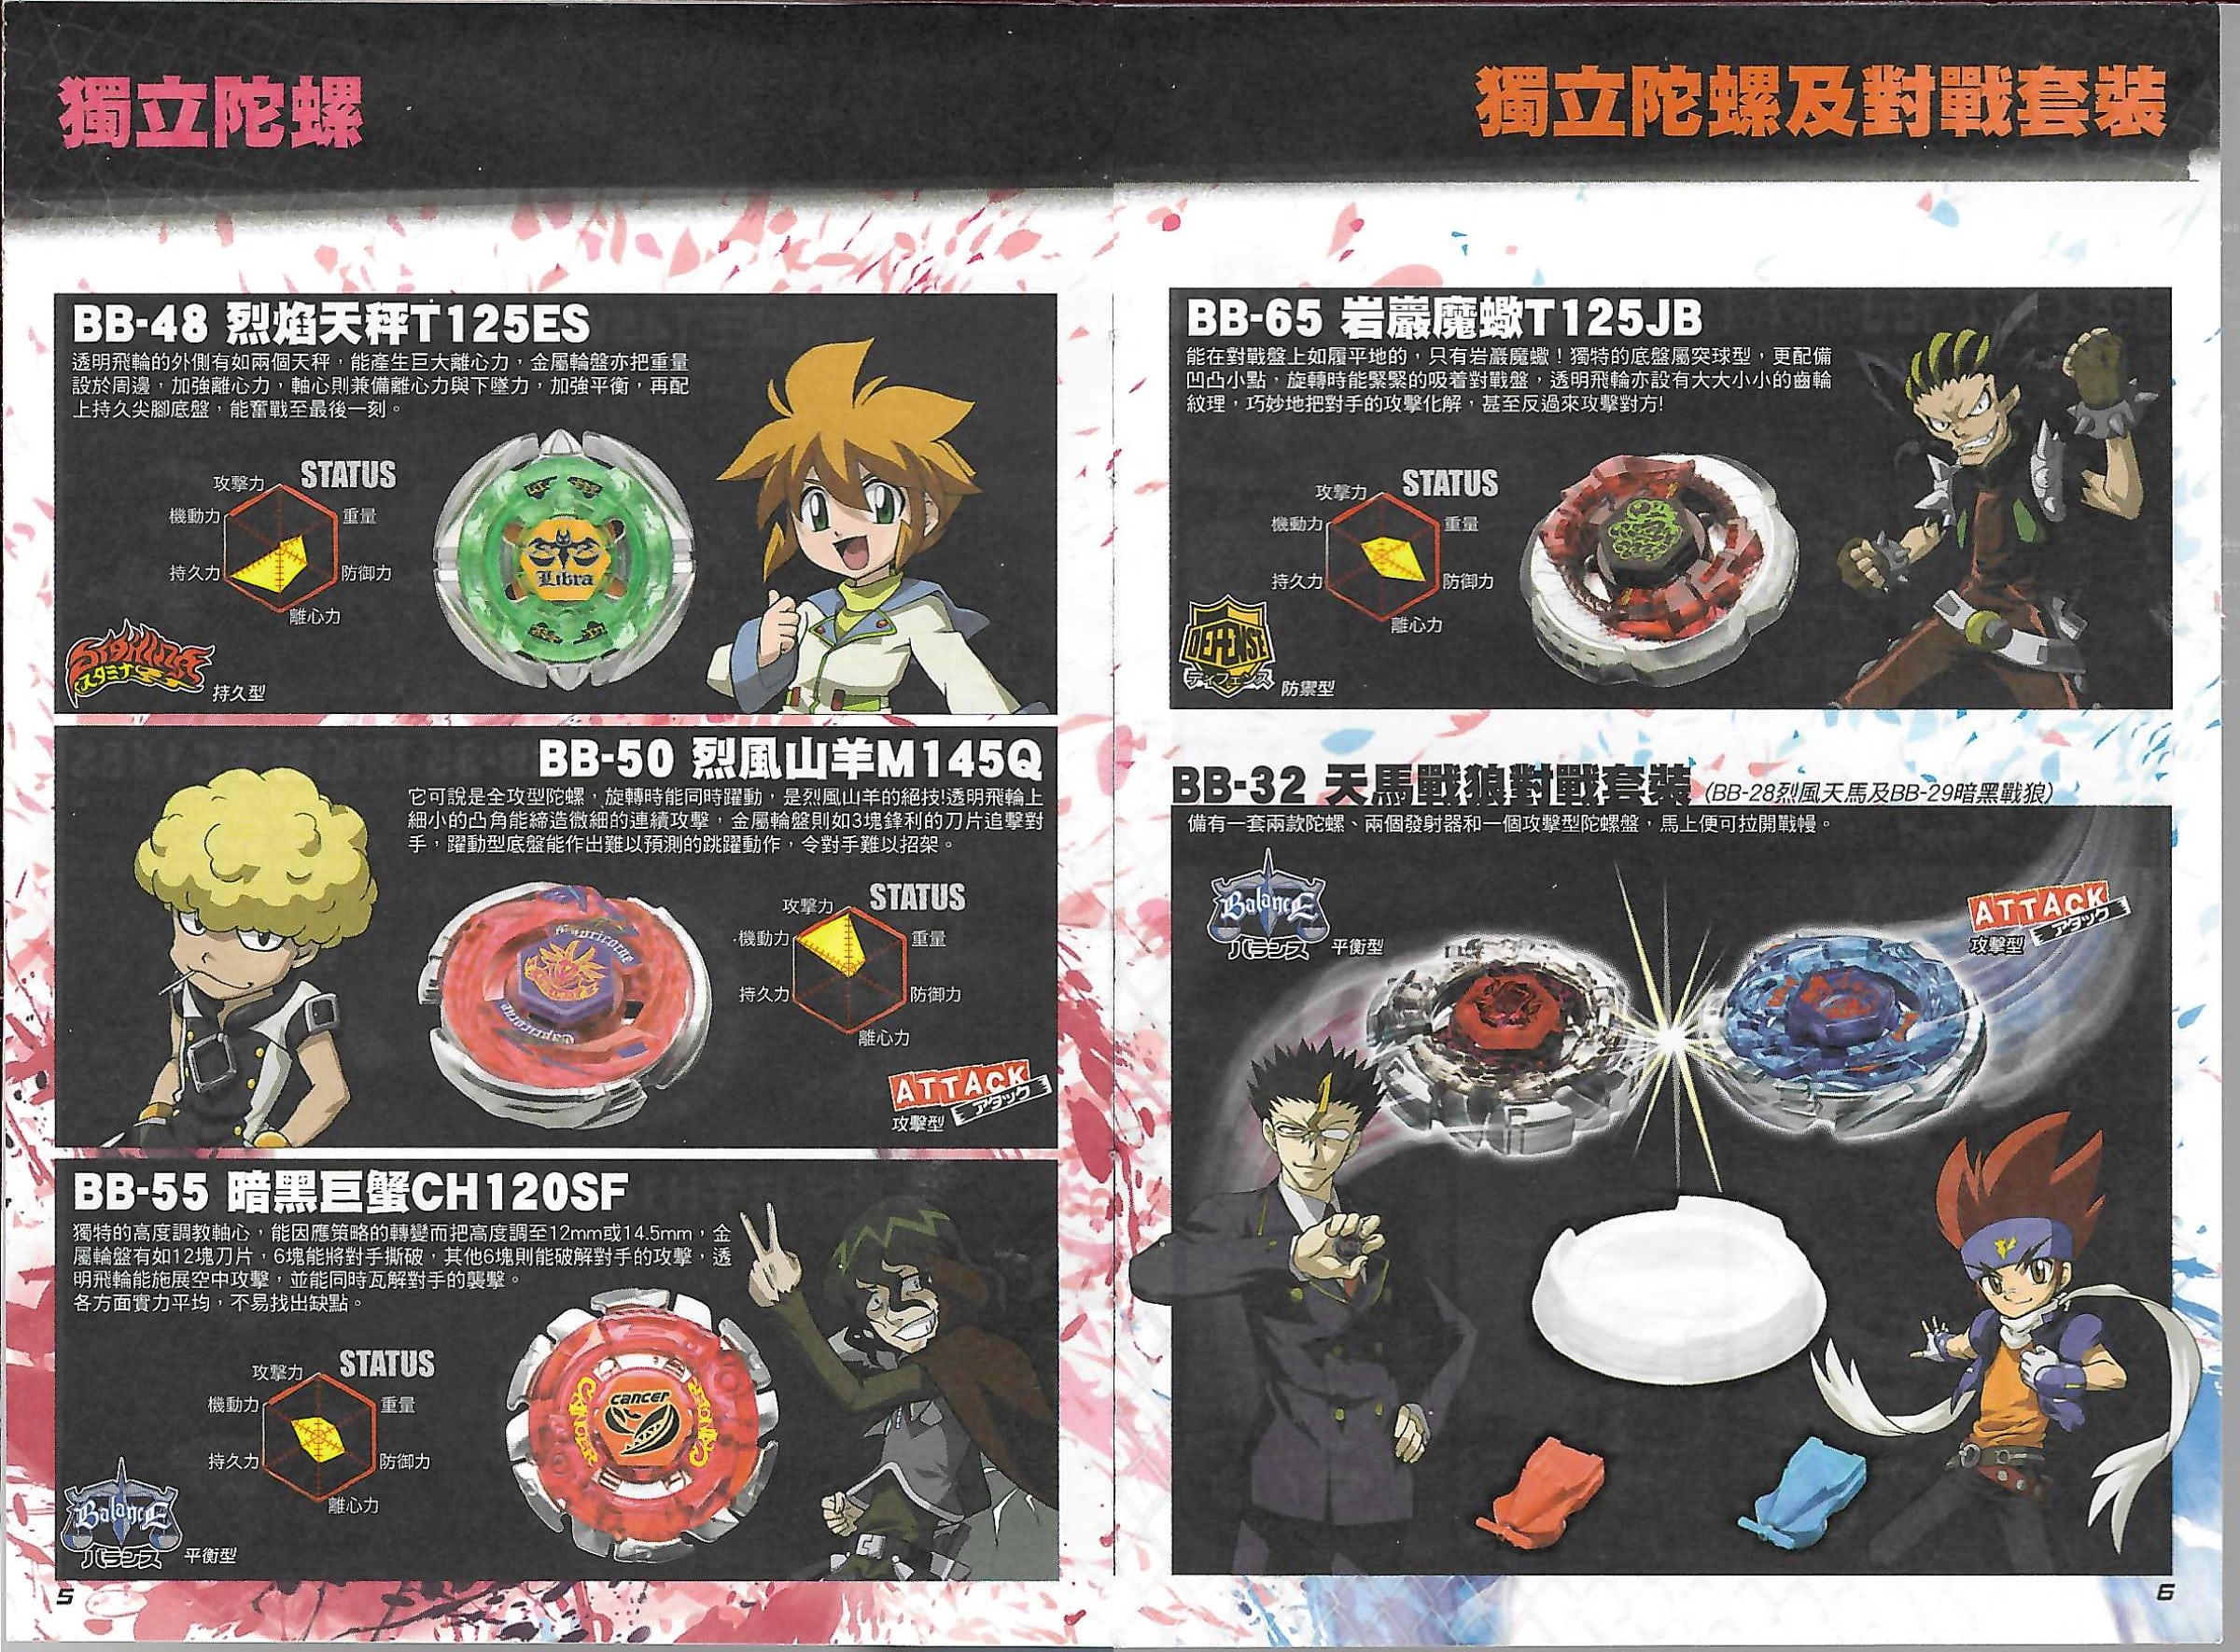 獨立陀螺
BB-48 烈焰天秤T125ES
透明飛輪的外側有如兩個天秤，能產生巨大離心力，金屬輪盤亦把重量
設於周邊，加強離心力，軸心則兼備離心力與下墜力，加強平衡，再配
上持久尖腳底盤，能奮戰至最後一刻。
STATUS
攻擊力
機動力
重量
持久力
防御力
離心力
Libra
STAMINA
スタミナ
持久型
BB-50 烈風山羊M145Q
它可說是全攻型陀螺，旋轉時能同時躍動，是烈風山羊的絕技!透明飛輪上
細小的凸角能締造微細的連續攻擊，金屬輪盤則如3塊鋒利的刀片追擊對
手，躍動型底盤能作出難以預測的跳躍動作，令對手難以招架。
STATUS
攻擊力
機動力
重量
持久力
防御力
離心力
Capricorne
Capricorne
ATTACK
アタック
攻擊型
BB-55 暗黑巨蟹CH120SF
獨特的高度調教軸心，能因應策略的轉變而把高度調至12mm或14.5mm，金
屬輪盤有如12塊刀片，6塊能將對手撕破，其他6塊則能破解對手的攻擊，透
明飛輪能施展空中攻擊，並能同時瓦解對手的襲擊。
各方面實力平均，不易找出缺點。
STATUS
攻擊力
機動力
重量
持久力
防御力
離心力
cancer
Balance
バランス
平衡型
5
獨立陀螺及對戰套裝
BB-65 岩巖魔蠍T125JB
能在對戰盤上如履平地的，只有岩巖魔蠍！獨特的底盤屬突球型，更配備
凹凸小點，旋轉時能緊緊的吸着對戰盤，透明飛輪亦設有大大小小的齒輪
紋理，巧妙地把對手的攻擊化解，甚至反過來攻擊對方!
STATUS
攻擊力
機動力
重量
持久力
防御力
離心力
DEFENSE
ディフェンス
防禦型
BB-32 天馬戰狼對戰套裝 (BB-28烈風天馬及BB-29暗黑戰狼)
備有一套兩款陀螺、兩個發射器和一個攻擊型陀螺盤，馬上便可拉開戰幔。
Balance
バランス
平衡型
ATTACK
アタック
攻擊型
6